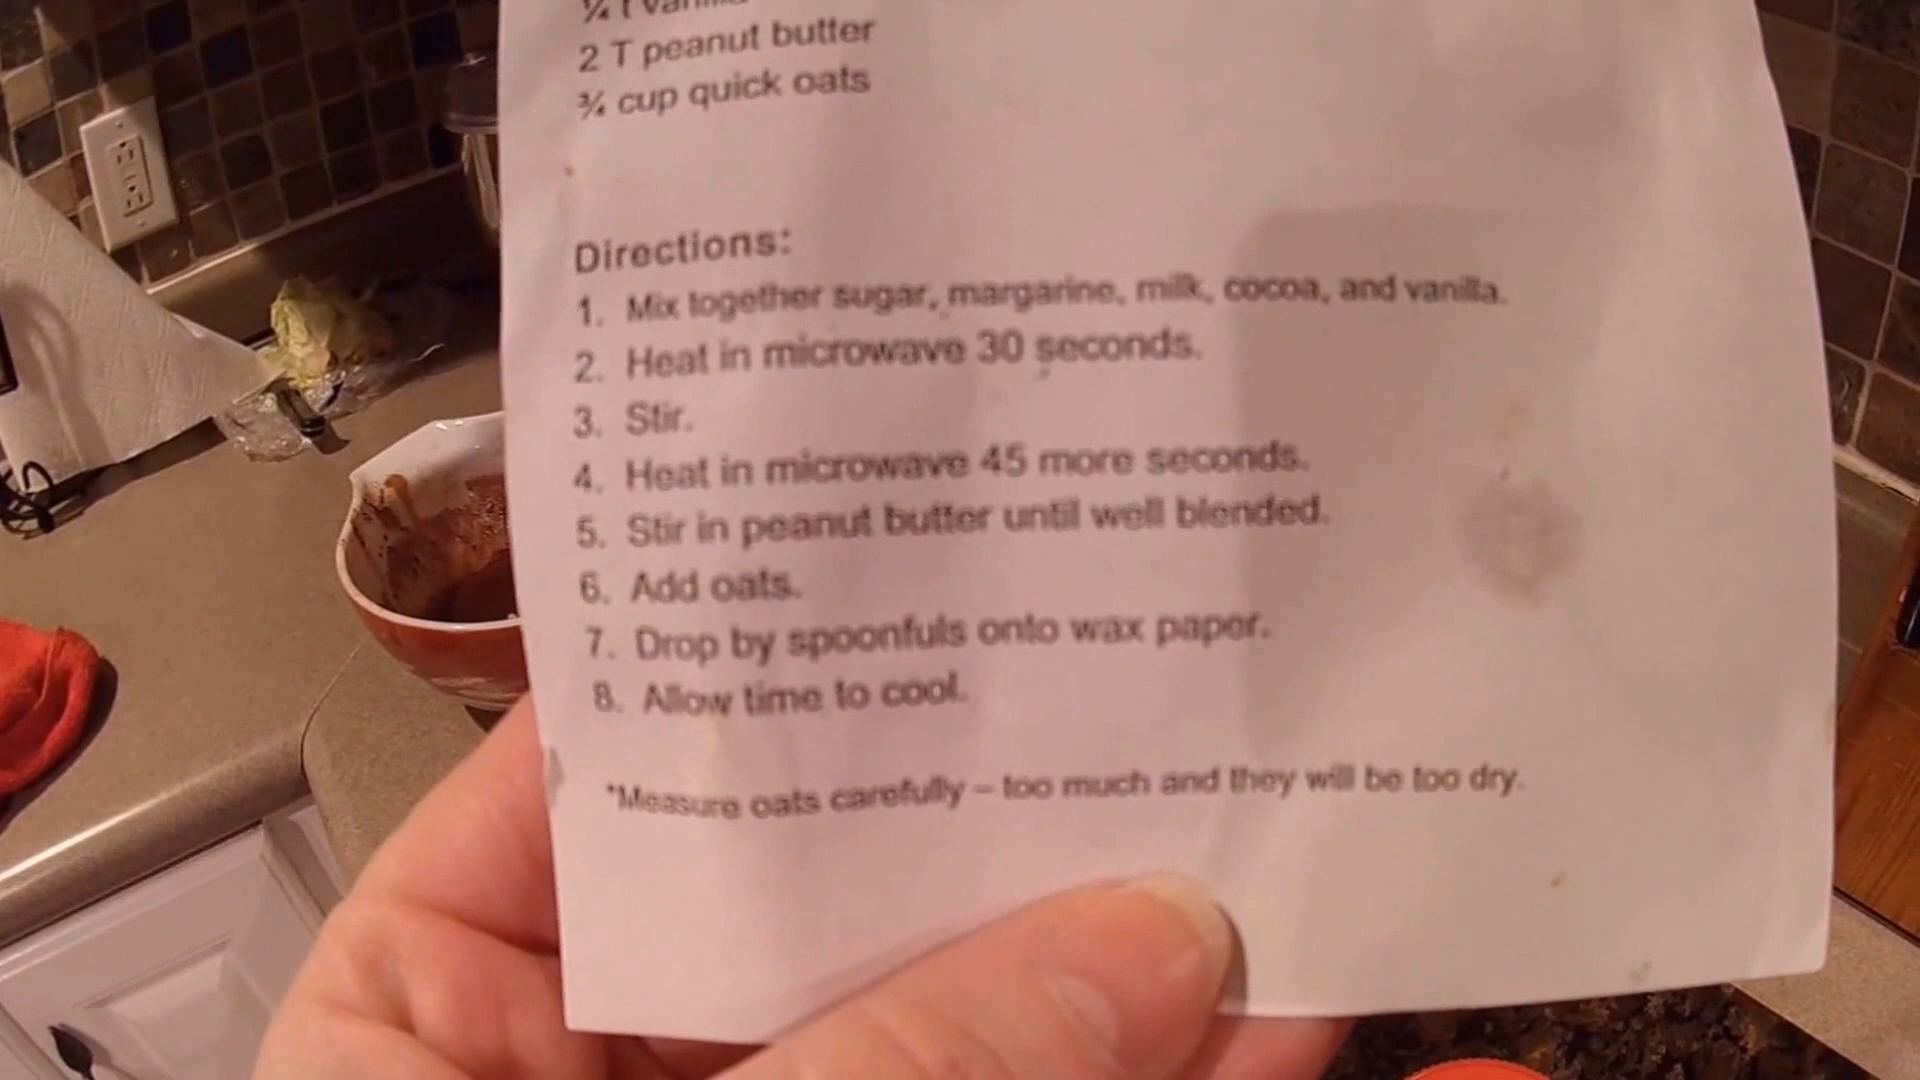 ¼ t vanilla
2 T peanut butter
¾ cup quick oats
Directions:
1. Mix together sugar, margarine, milk, cocoa, and vanilla.
2. Heat in microwave 30 seconds.
3. Stir.
4. Heat in microwave 45 more seconds.
5. Stir in peanut butter until well blended.
6. Add oats.
7. Drop by spoonfuls onto wax paper.
8. Allow time to cool.
*Measure oats carefully – too much and they will be too dry.